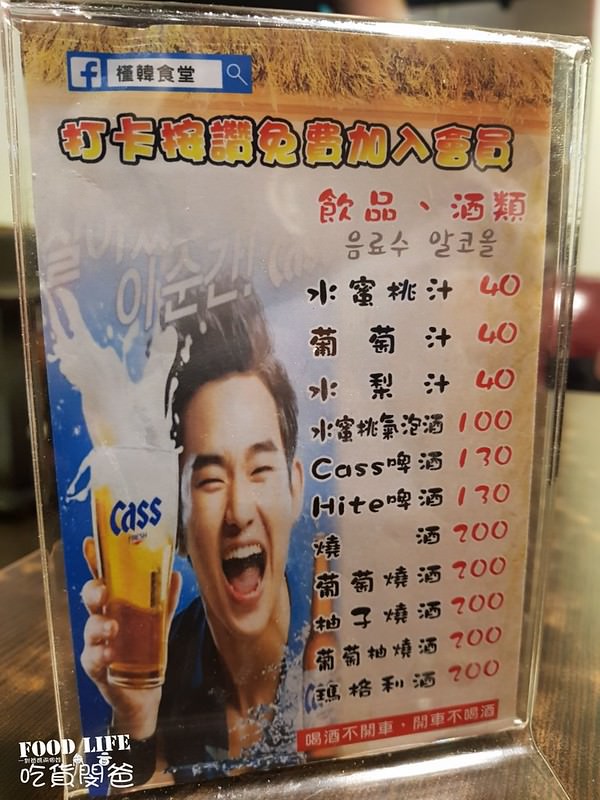 f 槿韓食堂
打卡按讚免費加入會員
飲品、酒類
음료수 알코올
이순간!
水蜜桃汁 40
葡萄汁 40
水梨汁 40
水蜜桃氣泡酒 100
Cass啤酒 130
Hite啤酒 130
燒酒 200
葡萄燒酒 200
柚子燒酒 200
葡萄柚燒酒 200
瑪格利酒 200
Cass
FRESH
喝酒不開車，開車不喝酒
FOOD LIFE
吃貨閔爸